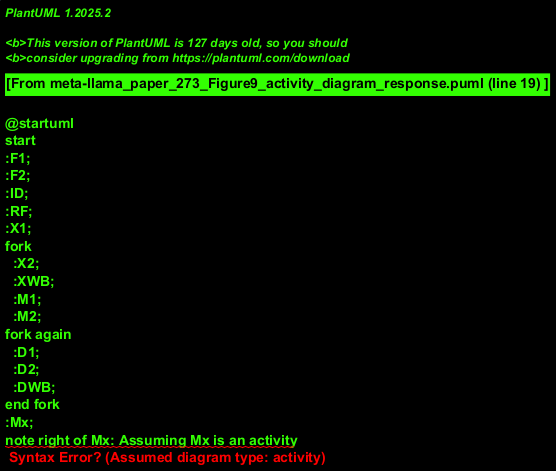 PlantUML 1.2025.2
<b>This version of PlantUML is 127 days old, so you should
<b>consider upgrading from https://plantuml.com/download
[From meta-llama_paper_273_Figure9_activity_diagram_response.puml (line 19) ]
@startuml
start
:F1;
:F2;
:ID;
:RF;
:X1;
fork
:X2;
:XWB;
:M1;
:M2;
fork again
:D1;
:D2;
:DWB;
end fork
:Mx;
note right of Mx: Assuming Mx is an activity
Syntax Error? (Assumed diagram type: activity)